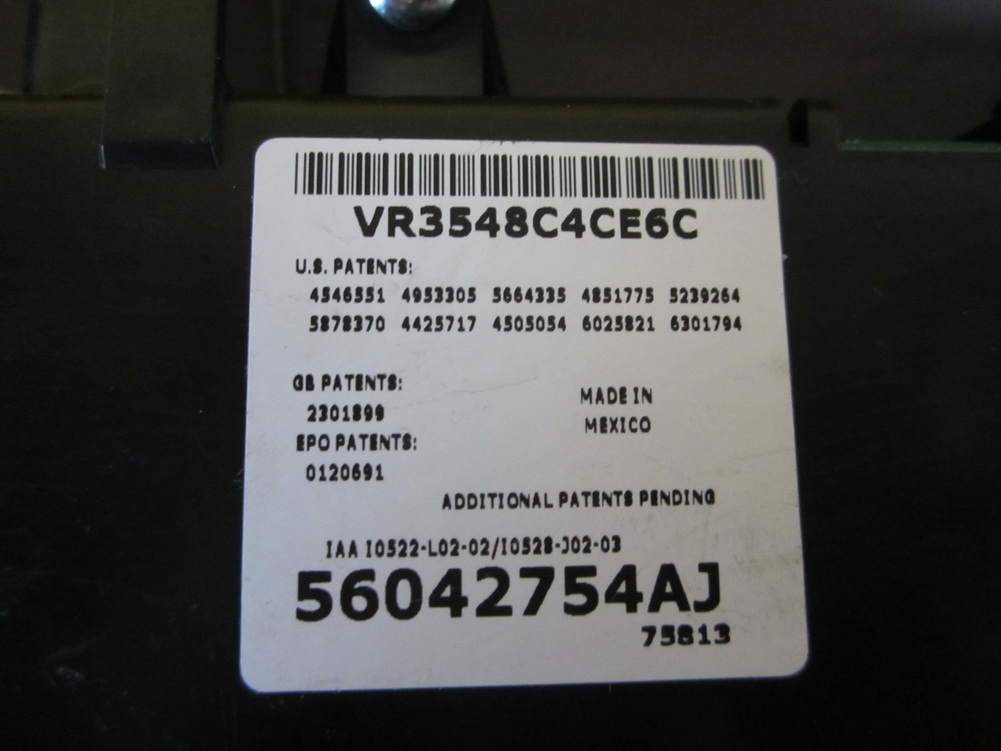 VR3548C4CE6C
U.S. PATENTS:
4546551 4953305 5664335 4851775 5239264
5878370 4425717 4505054 6025821 6301794
GB PATENTS:
2301899
MADE IN
MEXICO
EPO PATENTS:
0120691
ADDITIONAL PATENTS PENDING
IAA I0522-L02-02/I0528-J02-03
56042754AJ
75813